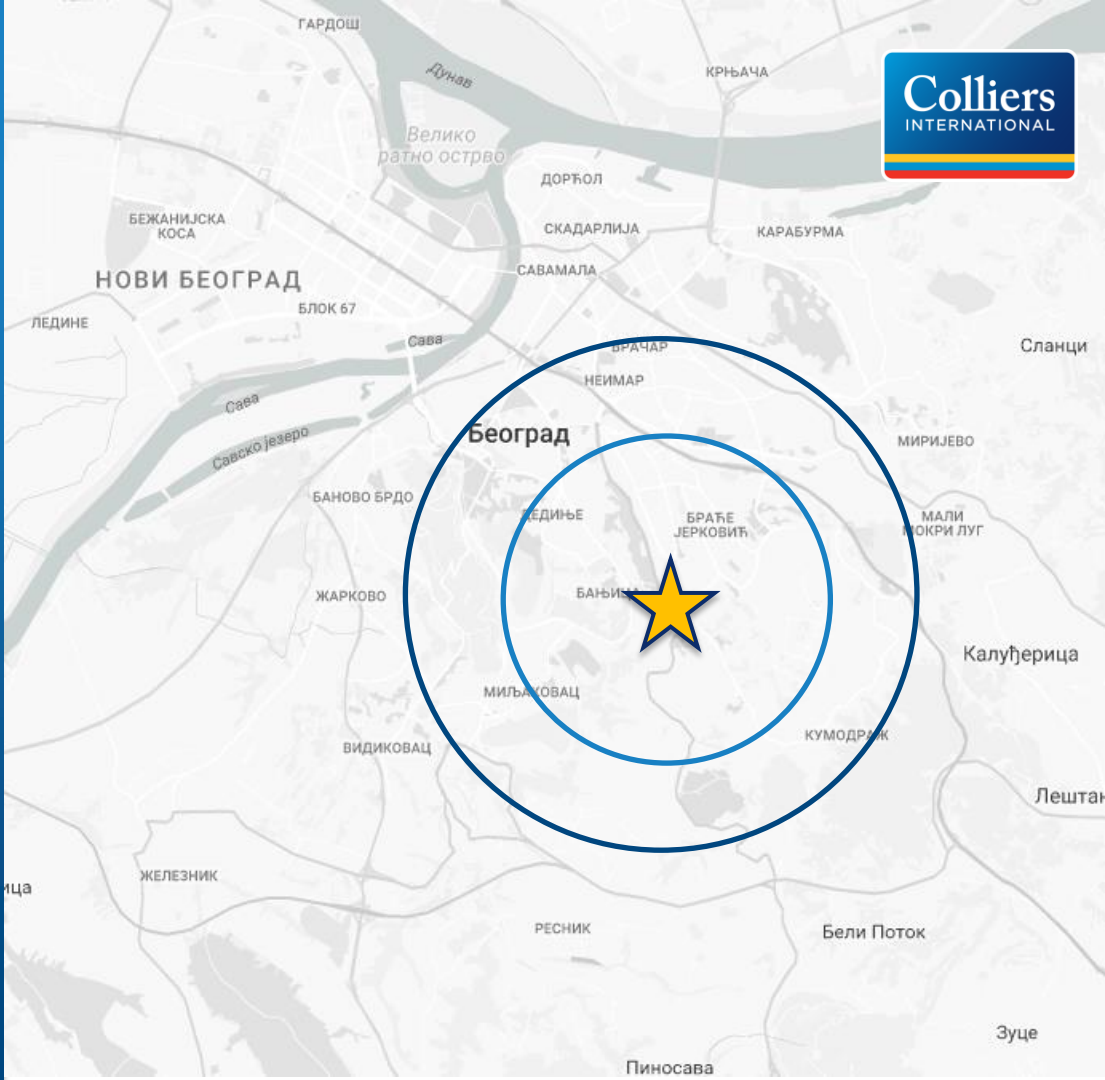 ГАРДОШ
Дунав
КРЊАЧА
Colliers
INTERNATIONAL
Велико
ратно острво
ДОРЋОЛ
БЕЖАНИЈСКА
КОСА
СКАДАРЛИЈА
КАРАБУРМА
САВАМАЛА
НОВИ БЕОГРАД
БЛОК 67
ЛЕДИНЕ
Сава
БРАЧАР
Сланци
НЕИМАР
Сава
Београд
Савско језеро
МИРИЈЕВО
БАНОВО БРДО
ДЕДИЊЕ
БРАЋЕ
ЈЕРКОВИЋ
МАЛИ
МОКРИ ЛУГ
ЖАРКОВО
Калуђерица
МИЉАКОВАЦ
КУМОДРАЖ
ВИДИКОВАЦ
ЖЕЛЕЗНИК
РЕСНИК
Бели Поток
Зуце
Пиносава